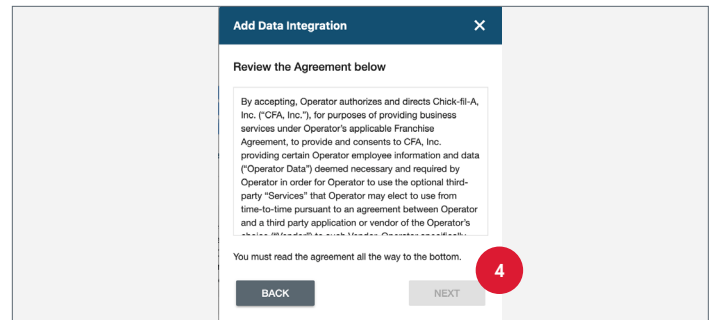 Add Data Integration
Review the Agreement below
By accepting, Operator authorizes and directs Chick-fil-A,
Inc. ("CFA, Inc."), for purposes of providing business
services under Operator's applicable Franchise
Agreement, to provide and consents to CFA, Inc.
providing certain Operator employee information and data
("Operator Data") deemed necessary and required by
Operator in order for Operator to use the optional third-
party "Services" that Operator may elect to use from
time-to-time pursuant to an agreement between Operator
and a third party application or vendor of the Operator's
You must read the agreement all the way to the bottom.
4
BACK
NEXT